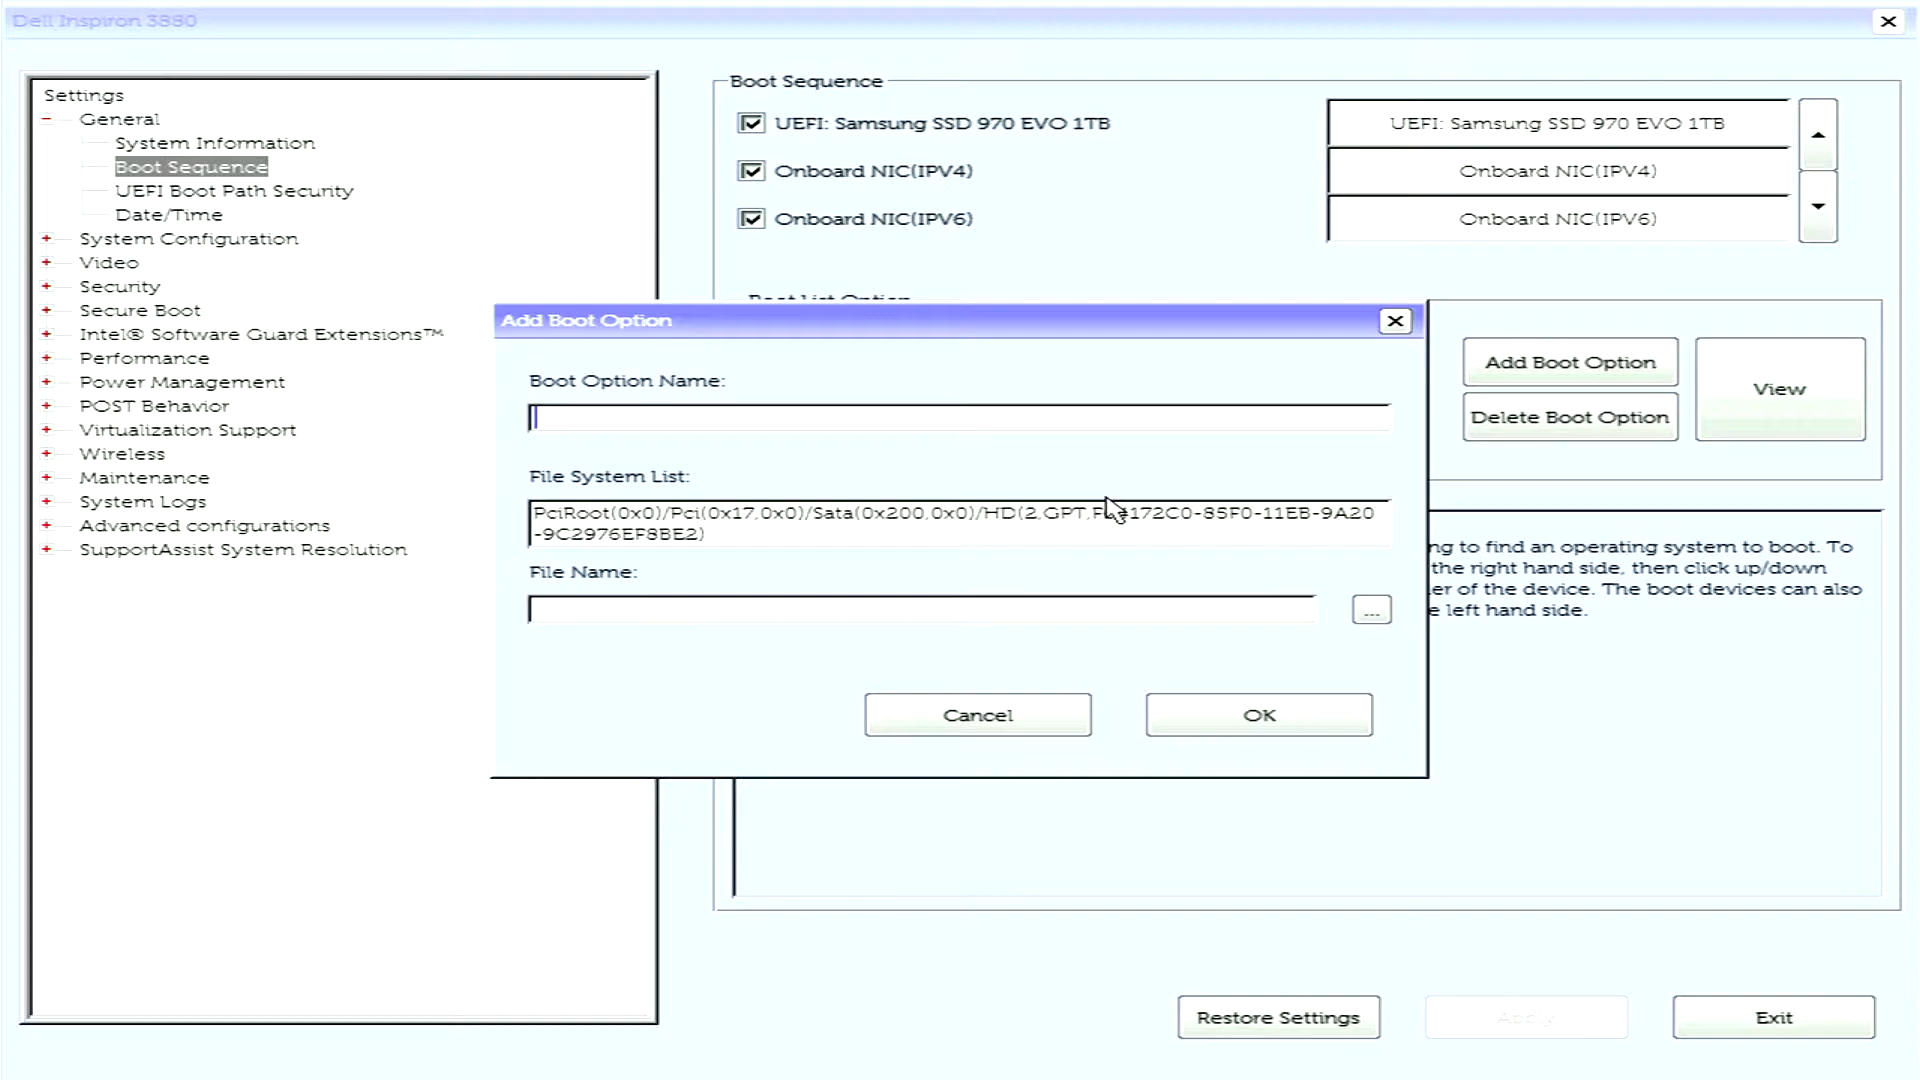 Dell Inspiron 3880
Settings
General
System Information
Boot Sequence
UEFI Boot Path Security
Date/Time
System Configuration
Video
Security
Secure Boot
Intel® Software Guard Extensions™
Performance
Power Management
POST Behavior
Virtualization Support
Wireless
Maintenance
System Logs
Advanced configurations
SupportAssist System Resolution
Boot Sequence
UEFI: Samsung SSD 970 EVO 1TB
Onboard NIC(IPV4)
Onboard NIC(IPV6)
UEFI: Samsung SSD 970 EVO 1TB
Onboard NIC(IPV4)
Onboard NIC(IPV6)
Boot List Option
Add Boot Option
Delete Boot Option
View
Add Boot Option
Boot Option Name:
File System List:
PciRoot(0x0)/Pci(0x17,0x0)/Sata(0x200,0x0)/HD(2,GPT,
172C0-85F0-11EB-9A20
-9C2976EF8BE2)
File Name:
...
Cancel
OK
ng to find an operating system to boot. To
the right hand side, then click up/down
er of the device. The boot devices can also
e left hand side.
Restore Settings
Apply
Exit